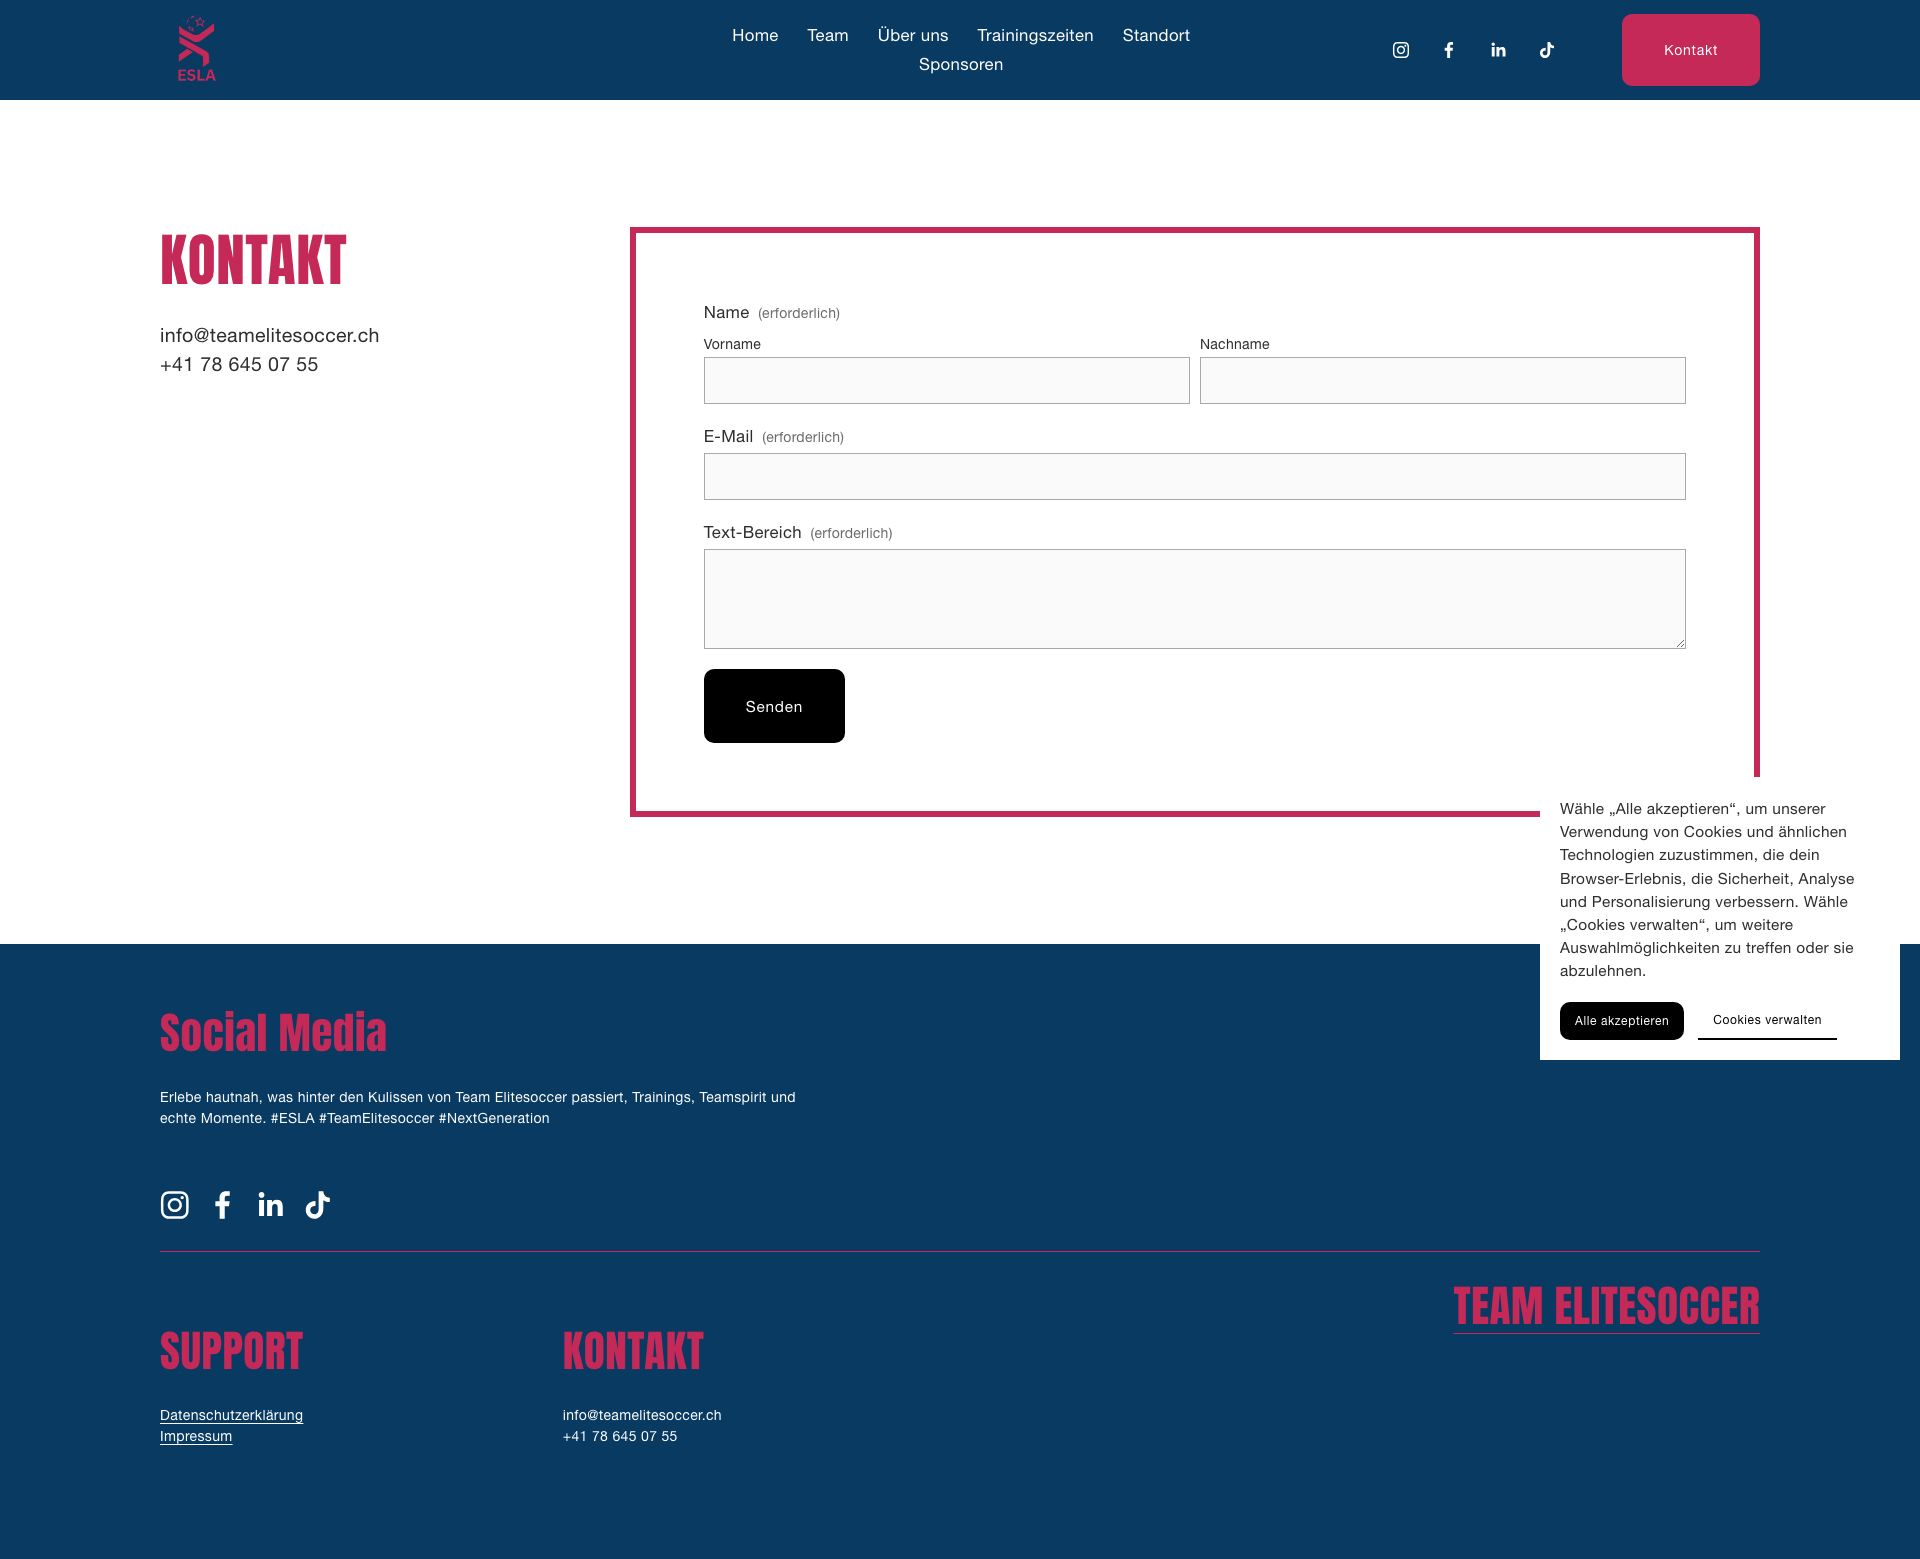 ESLA
Home Team Über uns Trainingszeiten Standort
Sponsoren
Kontakt
KONTAKT
info@teamelitesoccer.ch
+41 78 645 07 55
Name (erforderlich)
Vorname Nachname
E-Mail (erforderlich)
Text-Bereich (erforderlich)
Senden
Wähle „Alle akzeptieren“, um unserer
Verwendung von Cookies und ähnlichen
Technologien zuzustimmen, die dein
Browser-Erlebnis, die Sicherheit, Analyse
und Personalisierung verbessern. Wähle
„Cookies verwalten“, um weitere
Auswahlmöglichkeiten zu treffen oder sie
abzulehnen.
Alle akzeptieren Cookies verwalten
Social Media
Erlebe hautnah, was hinter den Kulissen von Team Elitesoccer passiert, Trainings, Teamspirit und
echte Momente. #ESLA #TeamElitesoccer #NextGeneration
TEAM ELITESOCCER
SUPPORT
Datenschutzerklärung
Impressum
KONTAKT
info@teamelitesoccer.ch
+41 78 645 07 55